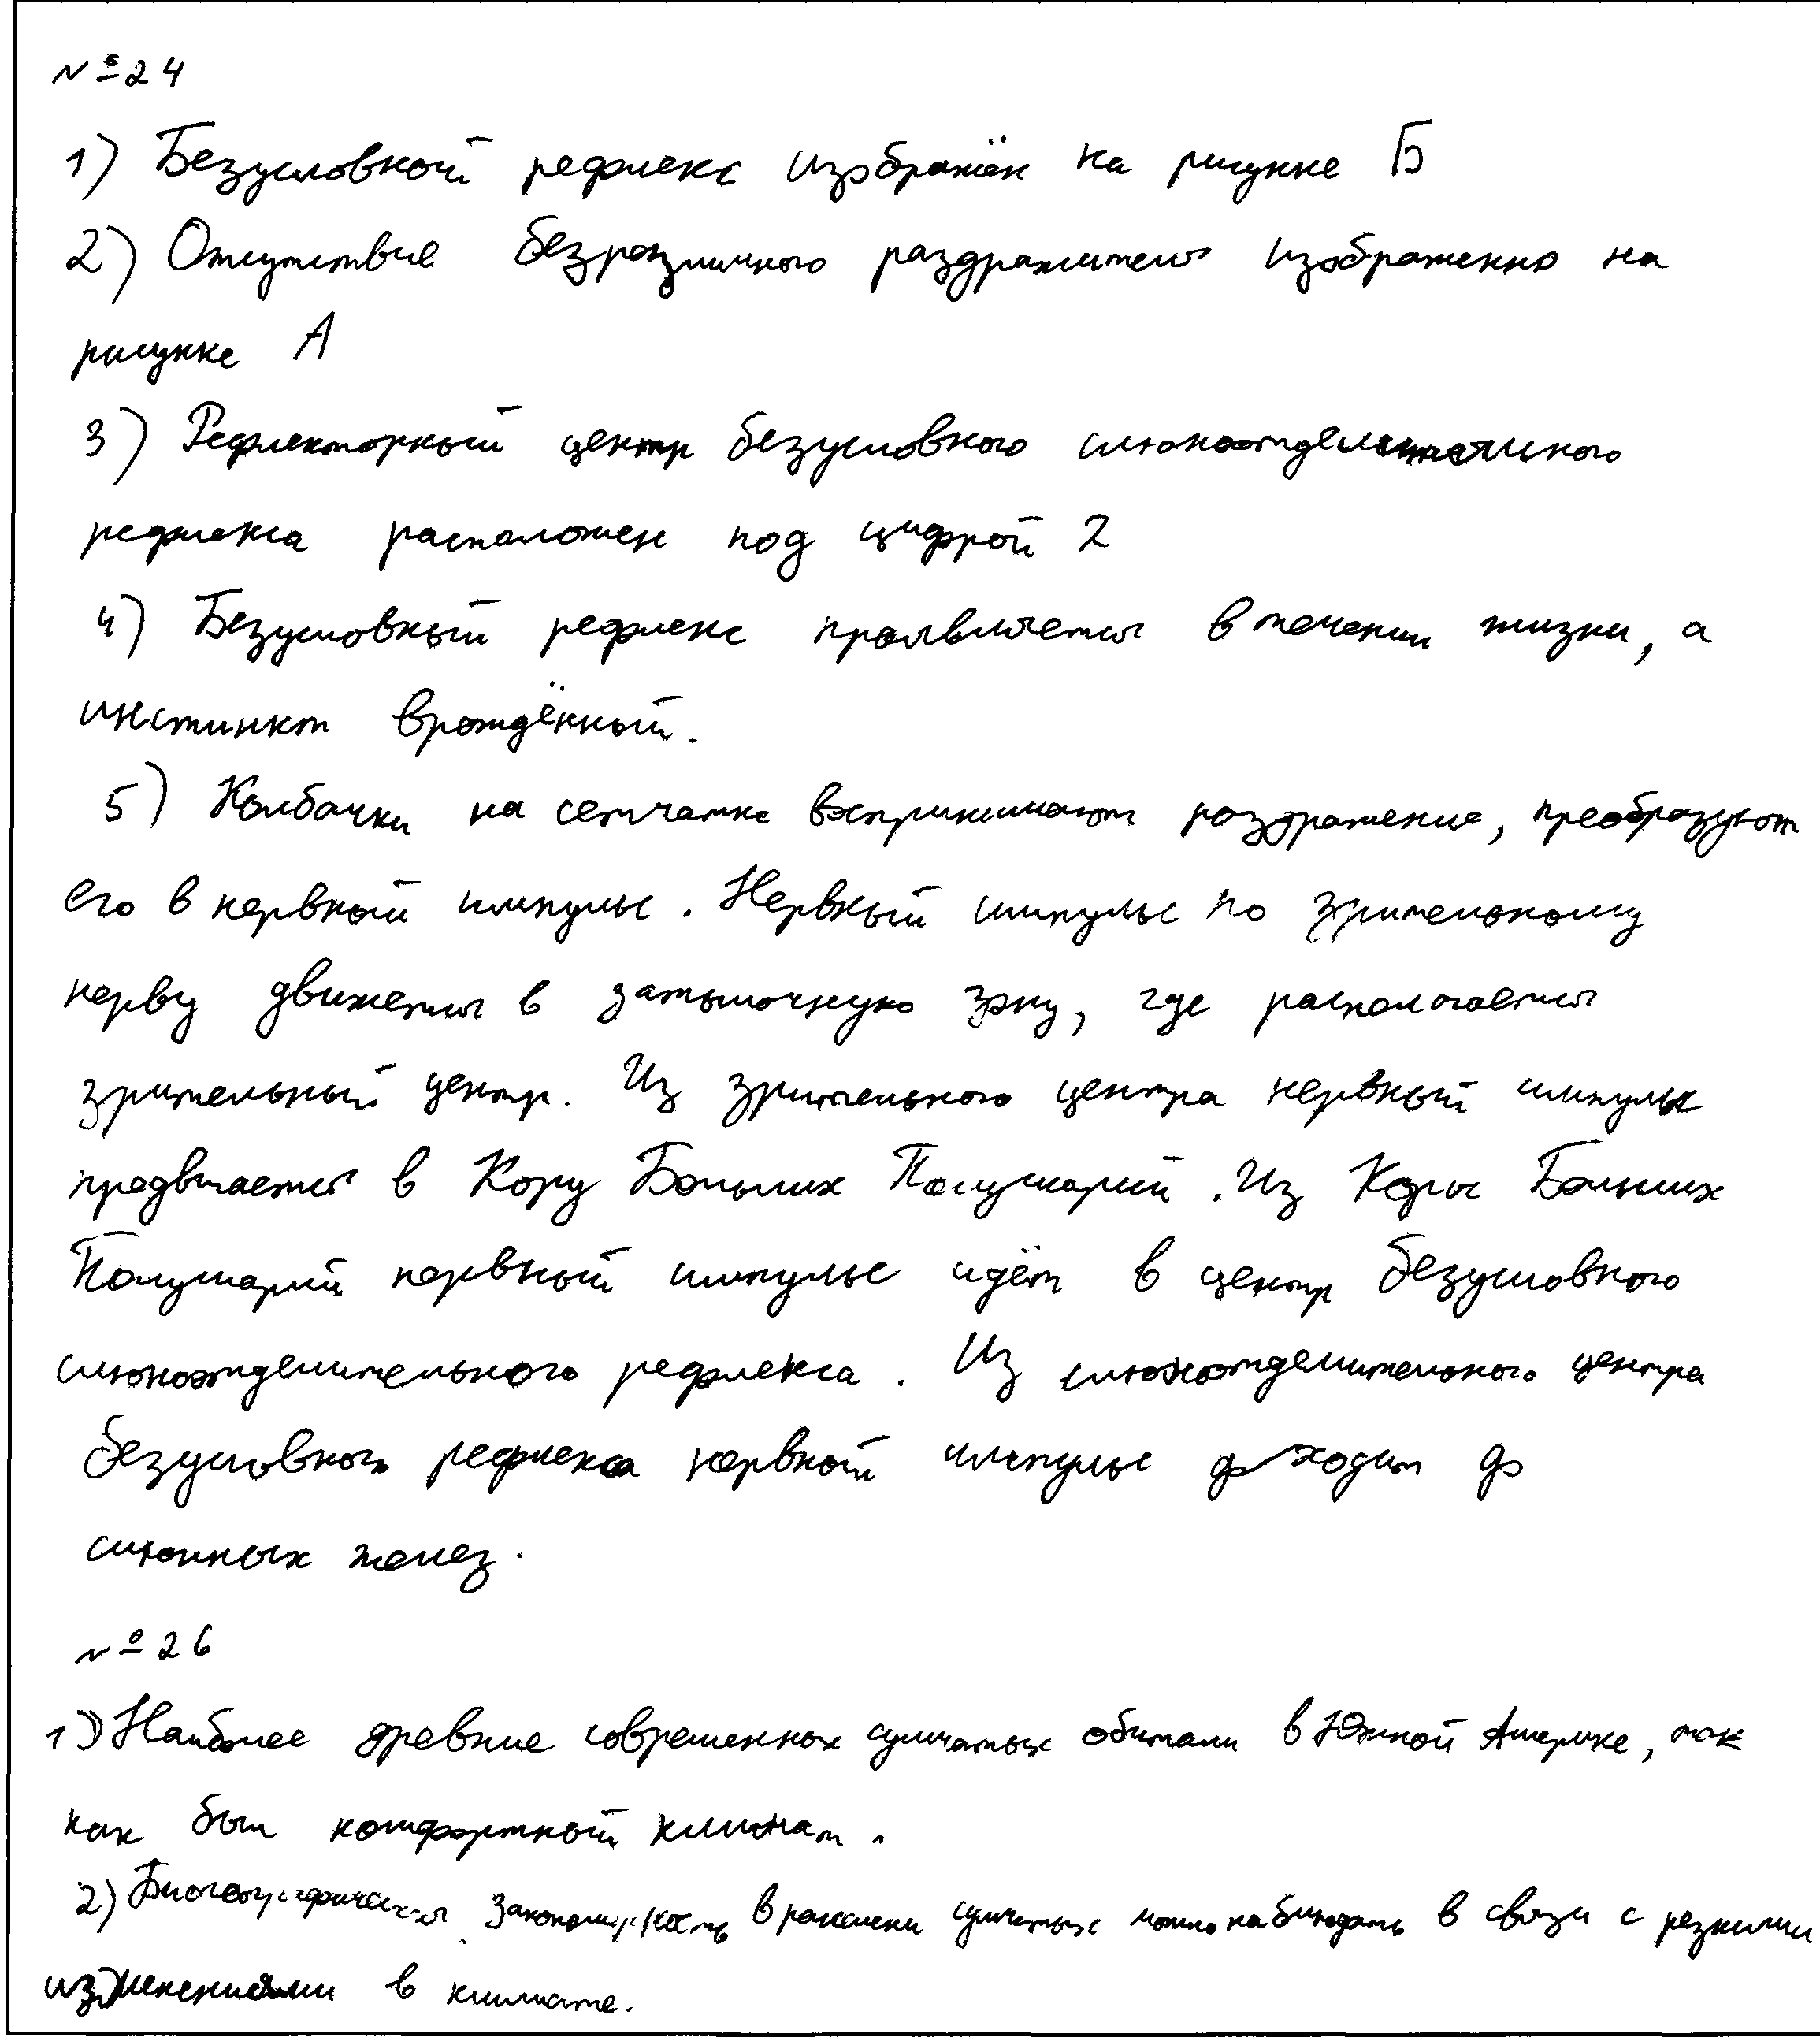 №24
1) Безусловной рефлекс изображён на рисунке Б
2) Отсутствие безразличного раздражителя изображенно на
рисунке А
3) Рефлекторный центр безусловного слюноотделительного
рефлекса расположен под цифрой 2
4) Безусловный рефлекс проявляется в течении жизни, а
инстинкт врождённый.
5) Колбочки на сетчатке воспринимают раздражение, преобразуют
его в нервный импульс. Нервный импульс по зрительному
нерву движется в затылочную зону, где располагается
зрительный центр. Из зрительного центра нервный импульс
продвигается в Кору Больших Полушарий. Из Коры Больших
Полушарий нервный импульс идёт в центр безусловного
слюноотделительного рефлекса. Из слюноотделительного центра
безусловного рефлекса нервный импульс доходит до
слюнных желез.
№26
1) Наиболее древние современных сумчатых обитали в Южной Америке, так
как был комфортный климат.
2) Биогеографическая закономерность в расселени сумчатых можно наблюдать в связи с резкими
изменениями в климате.